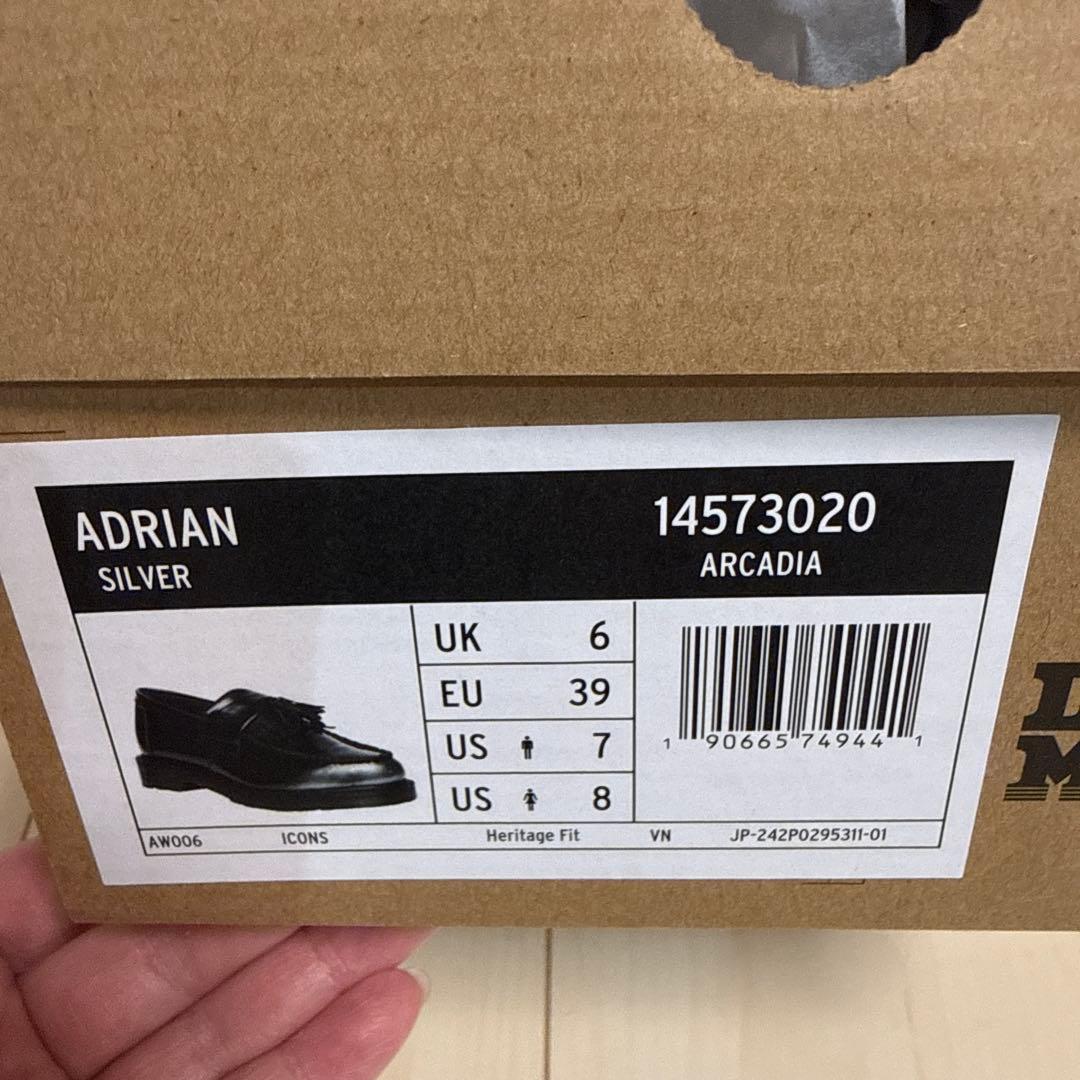 ADRIAN
SILVER
14573020
ARCADIA
UK 6
EU 39
US 7
US 8
1 90665 74944 1
AW006 ICONS Heritage Fit VN JP-242P0295311-01